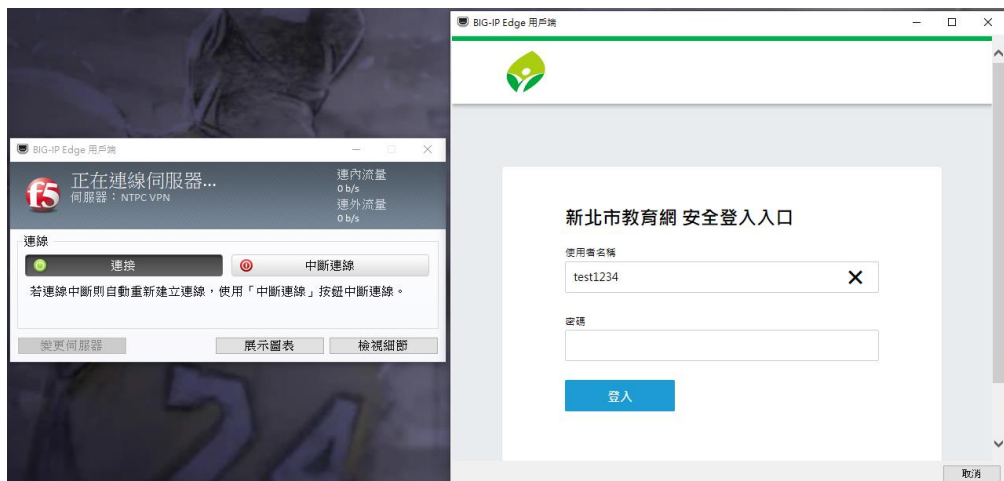 BIG-IP Edge 用戶端
正在連線伺服器...
伺服器：NTPC VPN
連內流量
0 b/s
連外流量
0 b/s
連線
連接
中斷連線
若連線中斷則自動重新建立連線，使用「中斷連線」按鈕中斷連線。
變更伺服器
展示圖表
檢視細節
BIG-IP Edge 用戶端
新北市教育網 安全登入入口
使用者名稱
test1234
密碼
登入
取消
f5
24